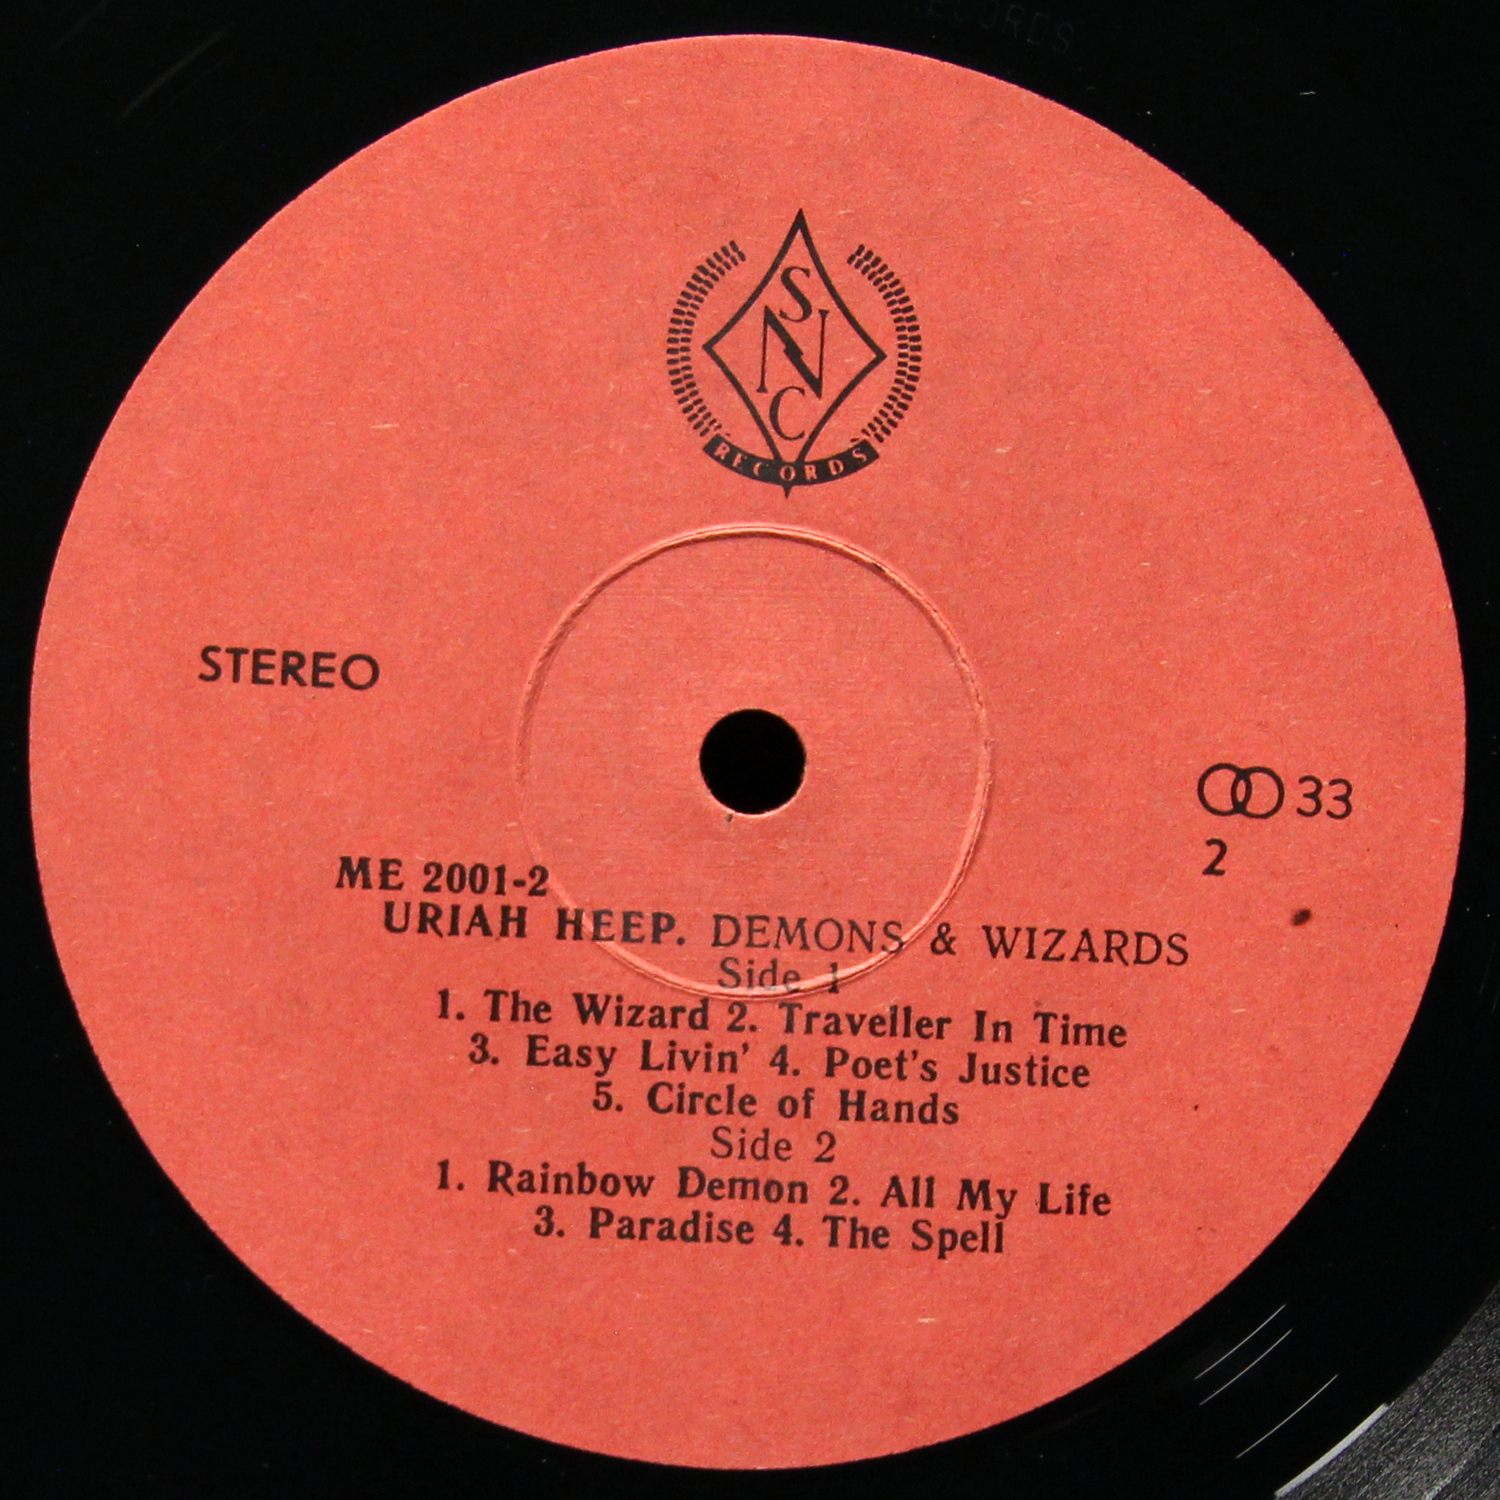 RECORDS
S
N
C
RECORDS
STEREO
33
2
ME 2001-2
URIAH HEEP. DEMONS & WIZARDS
Side 1
1. The Wizard 2. Traveller In Time
3. Easy Livin' 4. Poet's Justice
5. Circle of Hands
Side 2
1. Rainbow Demon 2. All My Life
3. Paradise 4. The Spell